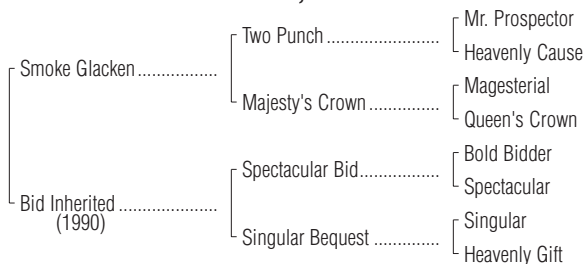 Mr. Prospector
Two Punch ......................
Heavenly Cause
Smoke Glacken ................
Magesterial
Majesty's Crown ..............
Queen's Crown
Bold Bidder
Spectacular Bid ................
Spectacular
Bid Inherited ....................
(1990)
Singular
Singular Bequest .............
Heavenly Gift